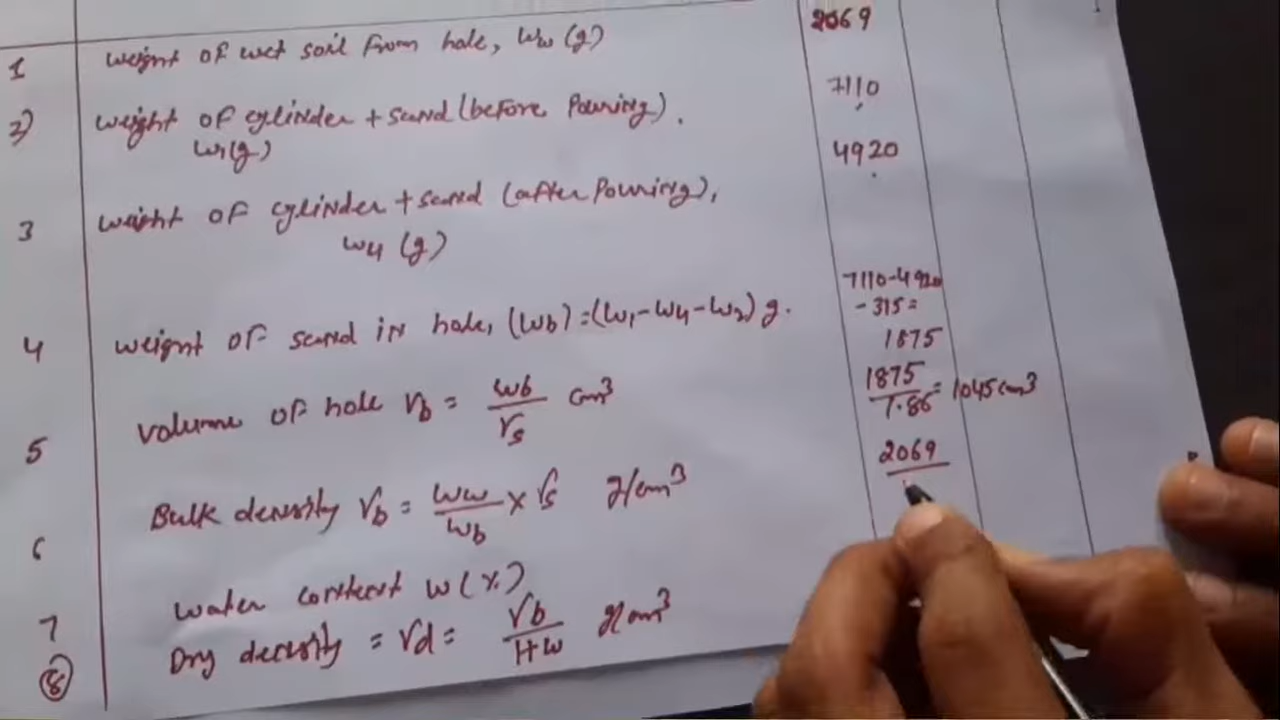 1 weight of wet soil from hole, Ww (g) 2069
2) weight of cylinder + sand (before Pouring). 7110
W1(g)
3 weight of cylinder + sand (after Pouring), 4920
W4 (g)
4 weight of sand in hole, (Wb) = (W1-W4-W2) g. 7110-4920
-315=
1875
5 volume of hole Vb = Wb/γs cm³ 1875/1.86 = 1045cm³
6 Bulk density γb = Ww/Wb × γs g/cm³ 2069
7 water content w (%)
8 Dry density = γd = γb/1+w g/cm³